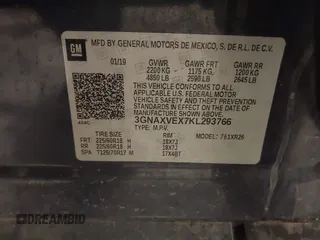 GM
MFD BY GENERAL MOTORS DE MEXICO, S. DE R.L. DE C.V.
01/19 GVWR GAWR FRT GAWR RR
2200 KG 1175 KG 1200 KG
4850 LB 2590 LB 2645 LB
THIS VEHICLE CONFORMS TO ALL APPLICABLE
U.S. FEDERAL MOTOR VEHICLE SAFETY AND
THEFT PREVENTION STANDARDS IN EFFECT ON
THE DATE OF MANUFACTURE SHOWN ABOVE.
3GNAXVEX7KL293766
TYPE: M.P.V. MODEL: 1XR26
TIRE SIZE SPEED RTG RIM
FRT 225/60R18 H 18X7J
RR 225/60R18 H 18X7J
SPA T125/70R17 M 17X4BT
DREAMBID